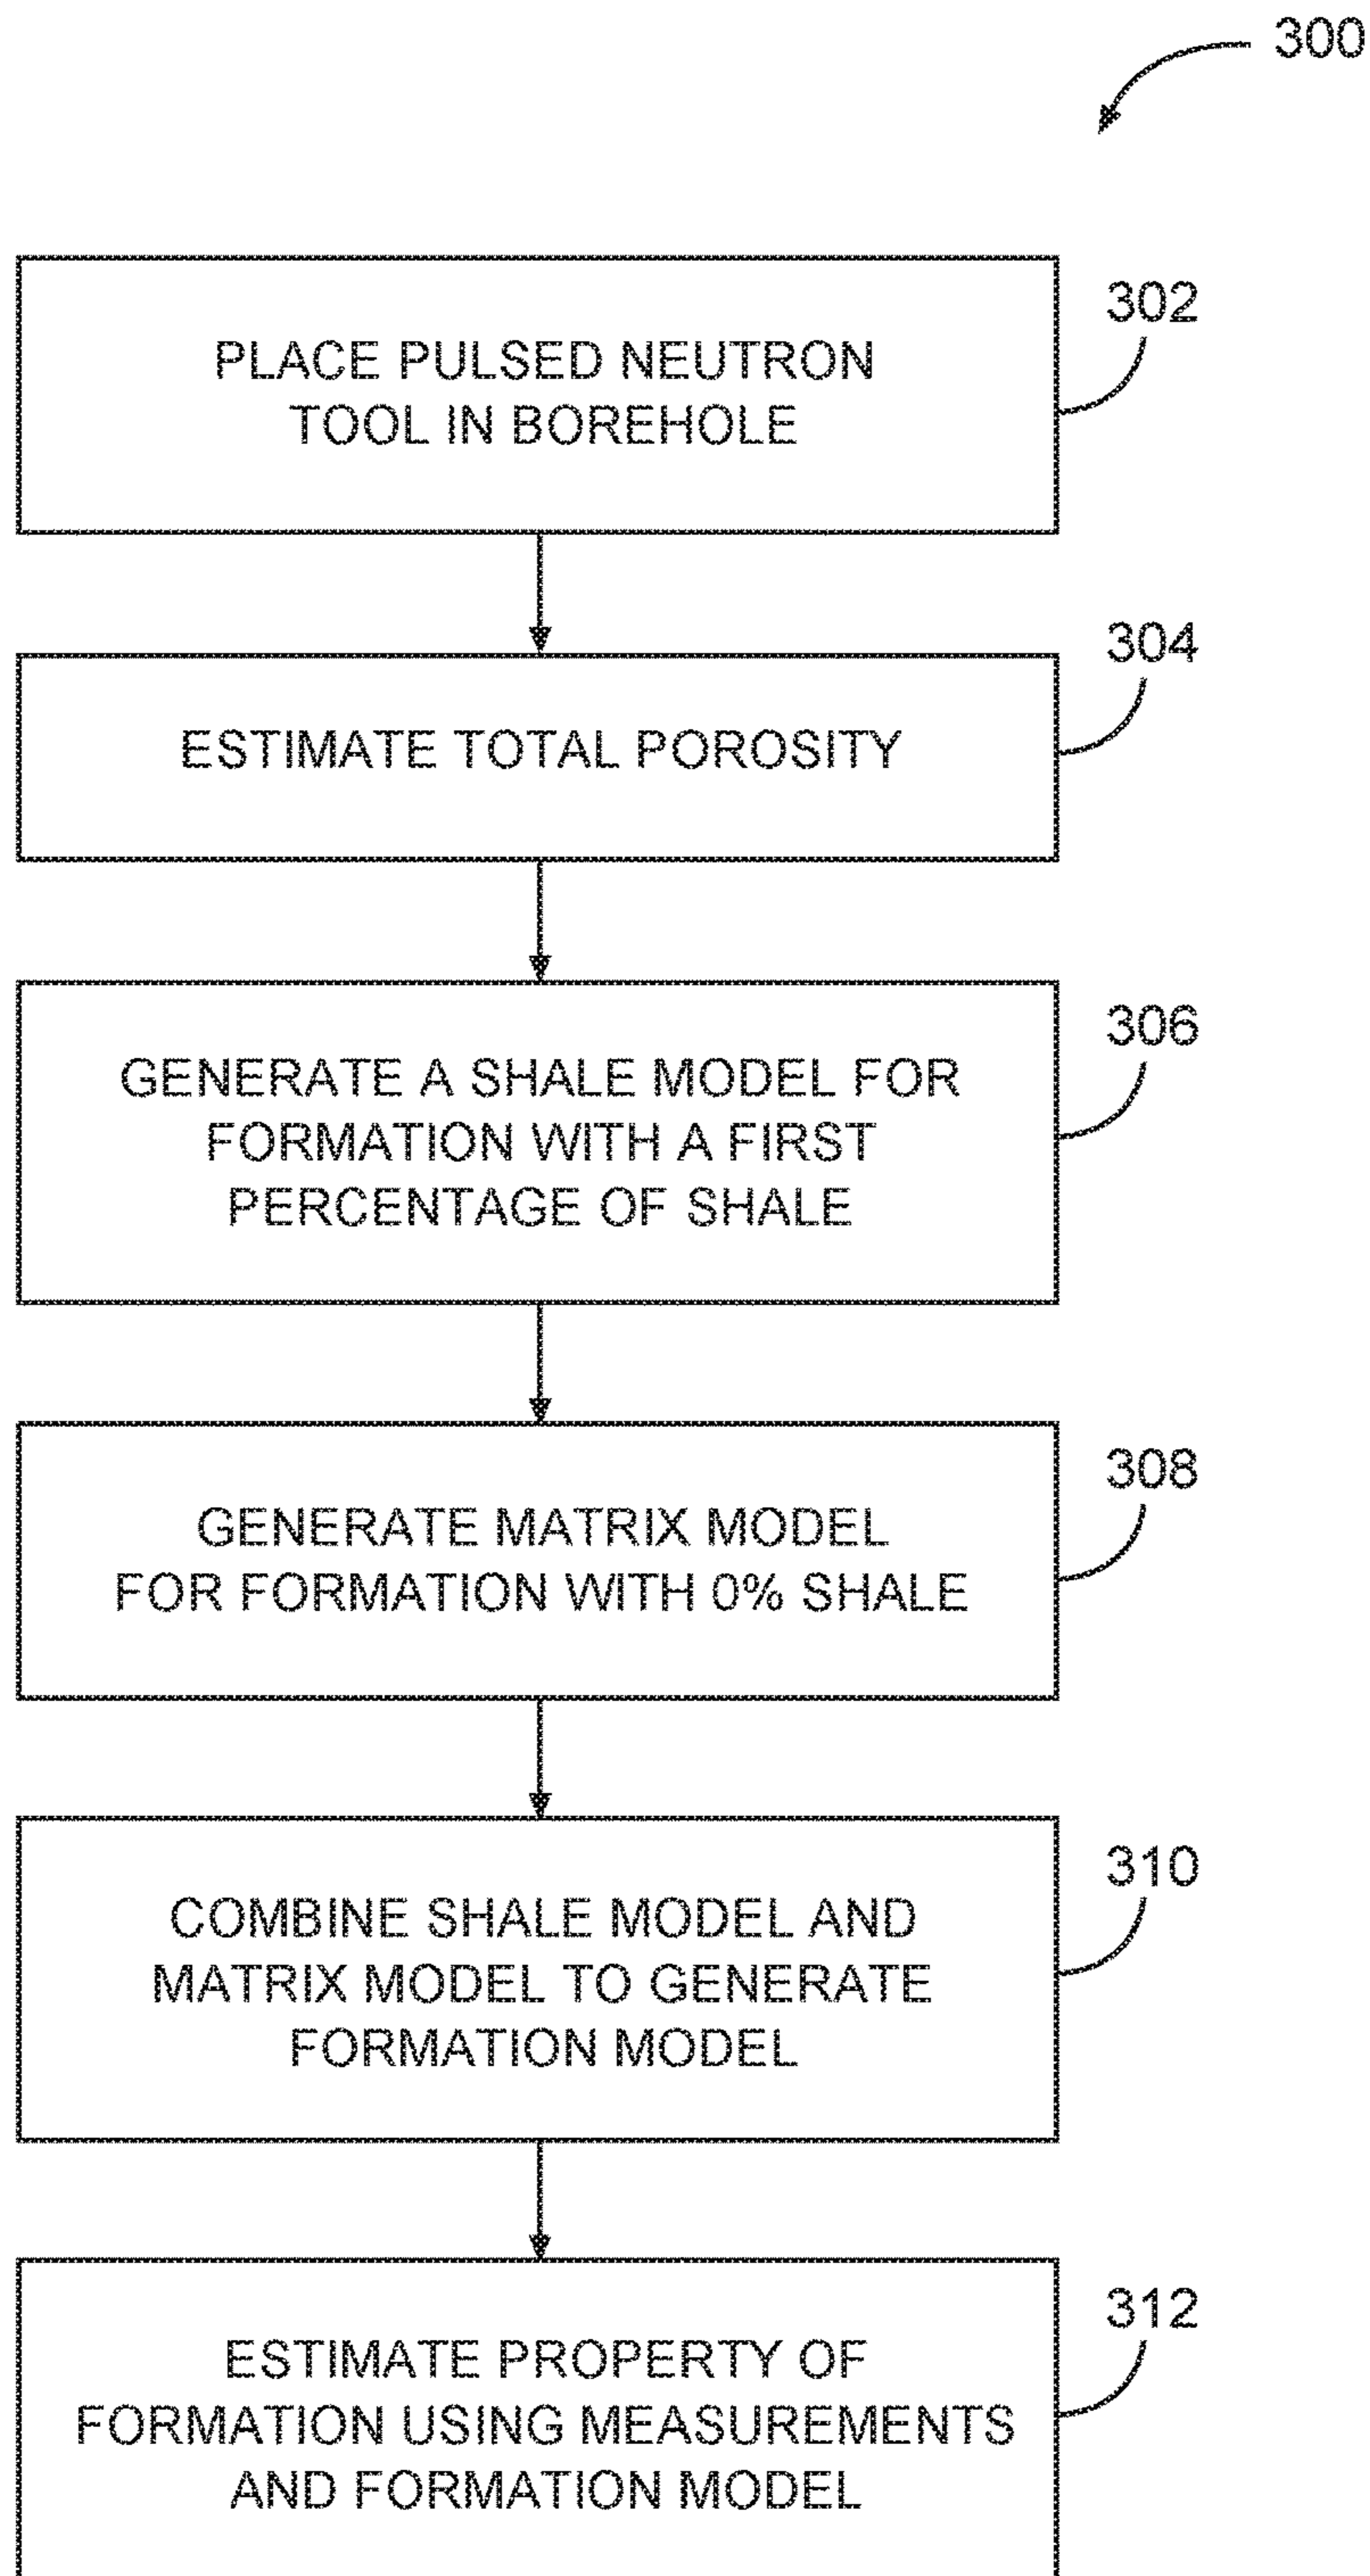 300
PLACE PULSED NEUTRON
TOOL IN BOREHOLE
302
ESTIMATE TOTAL POROSITY
304
GENERATE A SHALE MODEL FOR
FORMATION WITH A FIRST
PERCENTAGE OF SHALE
306
GENERATE MATRIX MODEL
FOR FORMATION WITH 0% SHALE
308
COMBINE SHALE MODEL AND
MATRIX MODEL TO GENERATE
FORMATION MODEL
310
ESTIMATE PROPERTY OF
FORMATION USING MEASUREMENTS
AND FORMATION MODEL
312